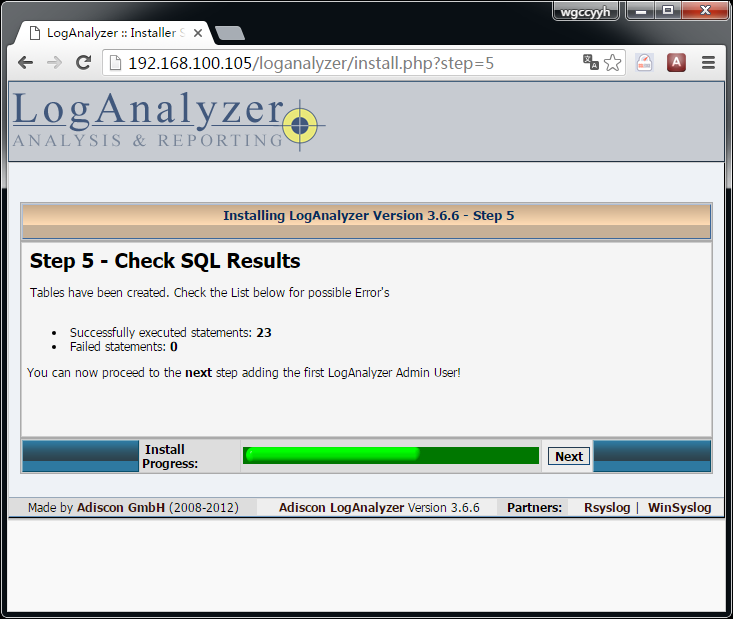 wgccyyh
LogAnalyzer :: Installer S
192.168.100.105/loganalyzer/install.php?step=5
LogAnalyzer
ANALYSIS & REPORTING
Installing LogAnalyzer Version 3.6.6 - Step 5
Step 5 - Check SQL Results
Tables have been created. Check the List below for possible Error's
• Successfully executed statements: 23
• Failed statements: 0
You can now proceed to the next step adding the first LogAnalyzer Admin User!
Install
Progress:
Next
Made by Adiscon GmbH (2008-2012) Adiscon LogAnalyzer Version 3.6.6 Partners: Rsyslog | WinSyslog